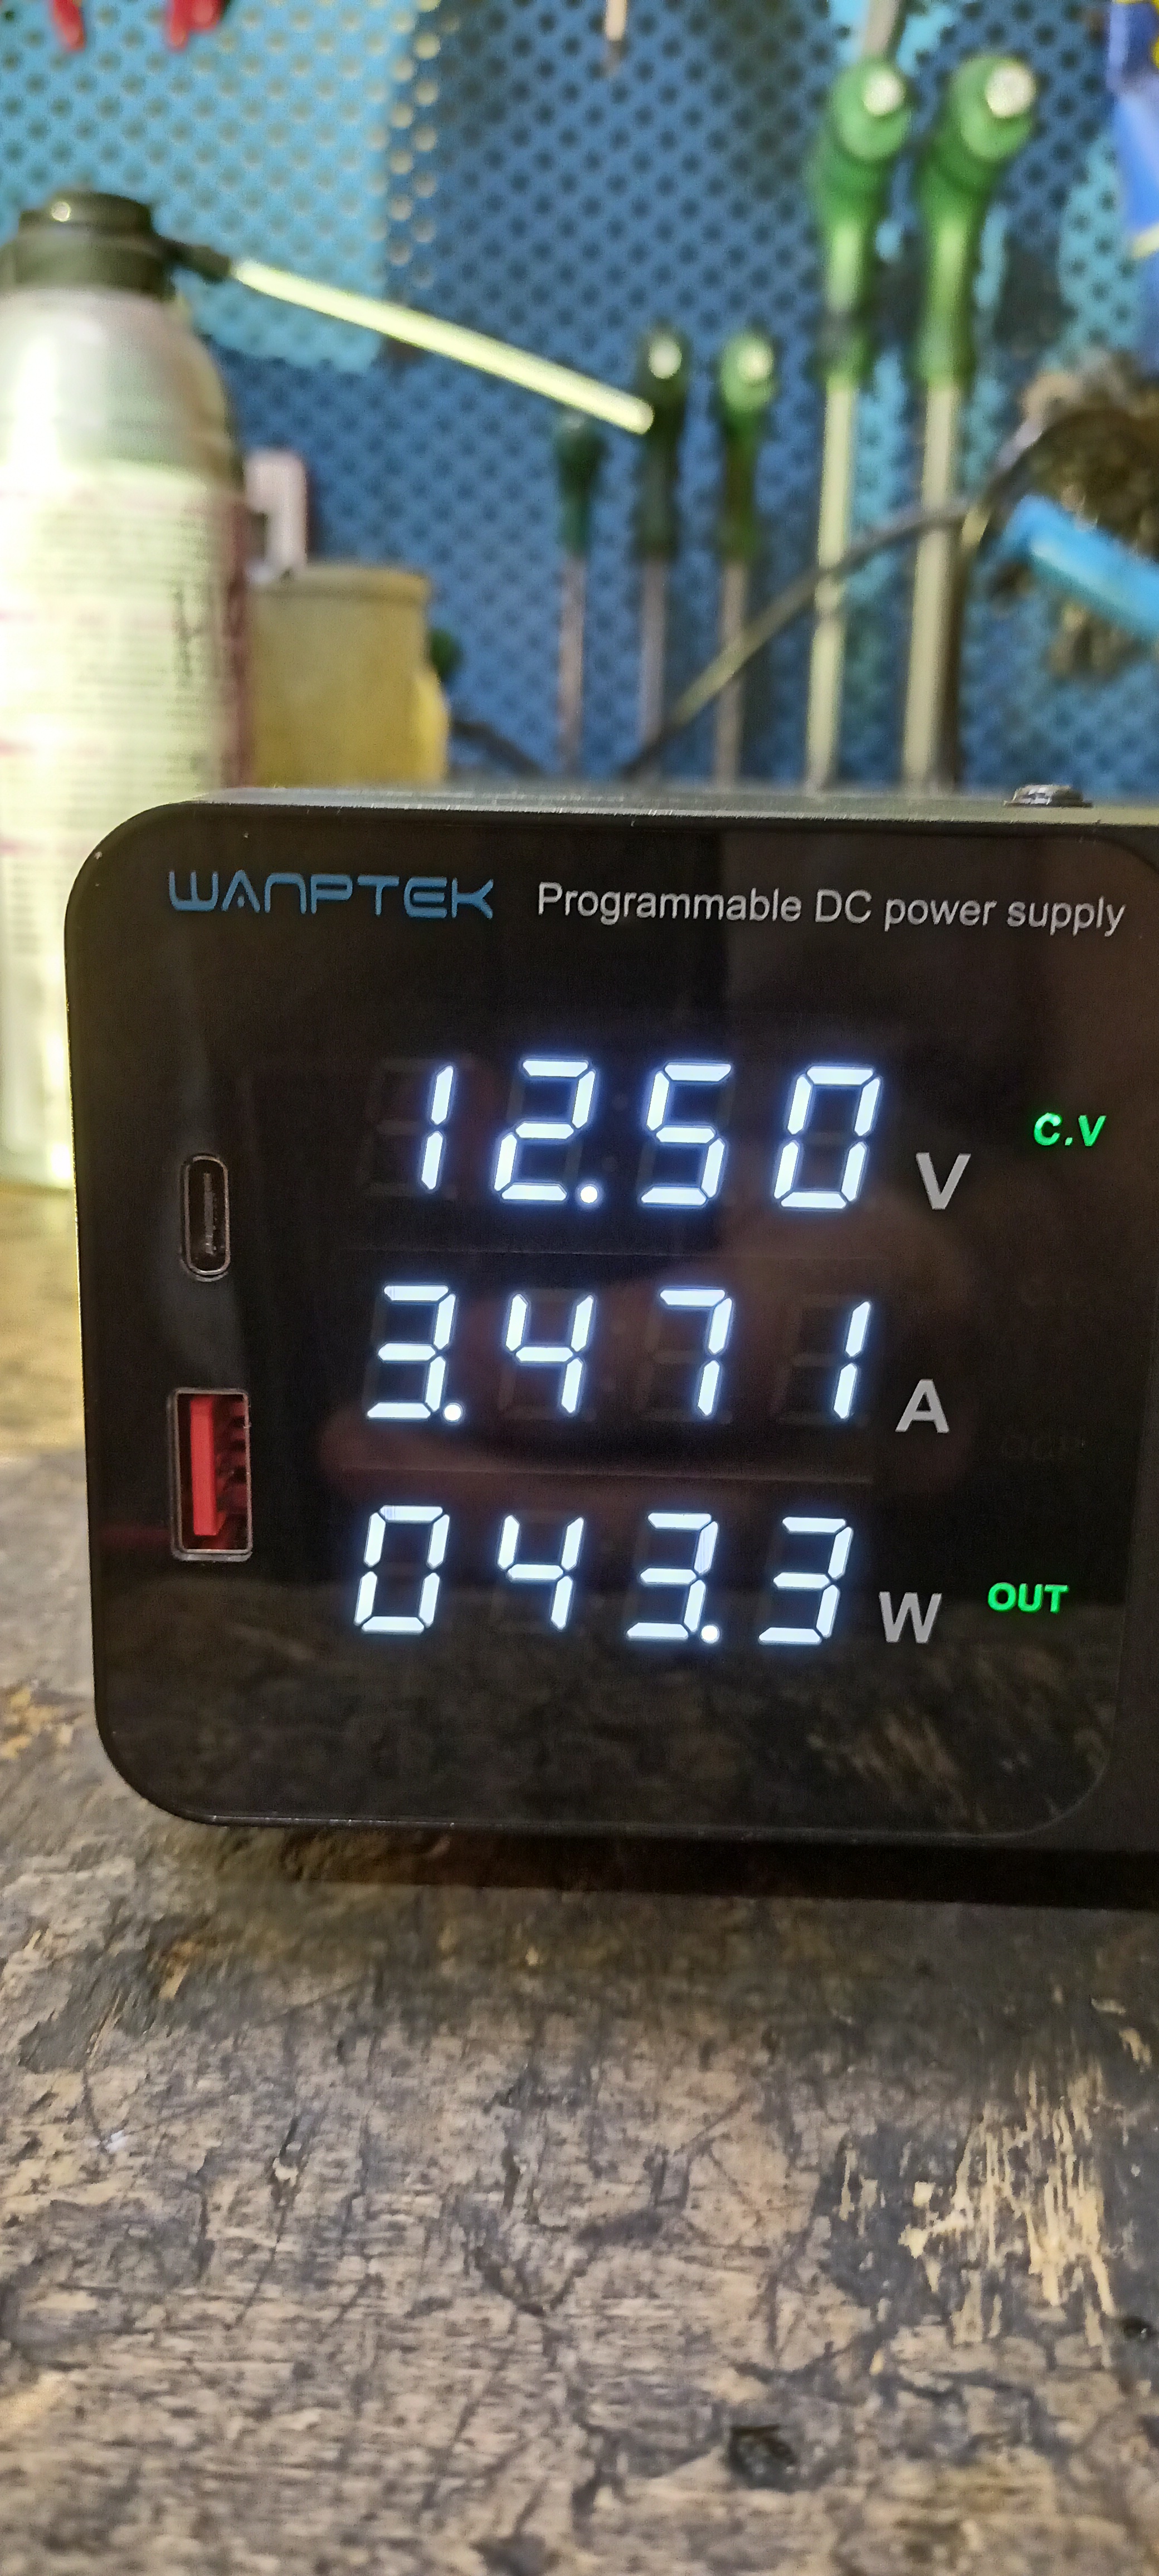 WANPTEK Programmable DC power supply
12.50 V C.V
3.471 A
043.3 W OUT